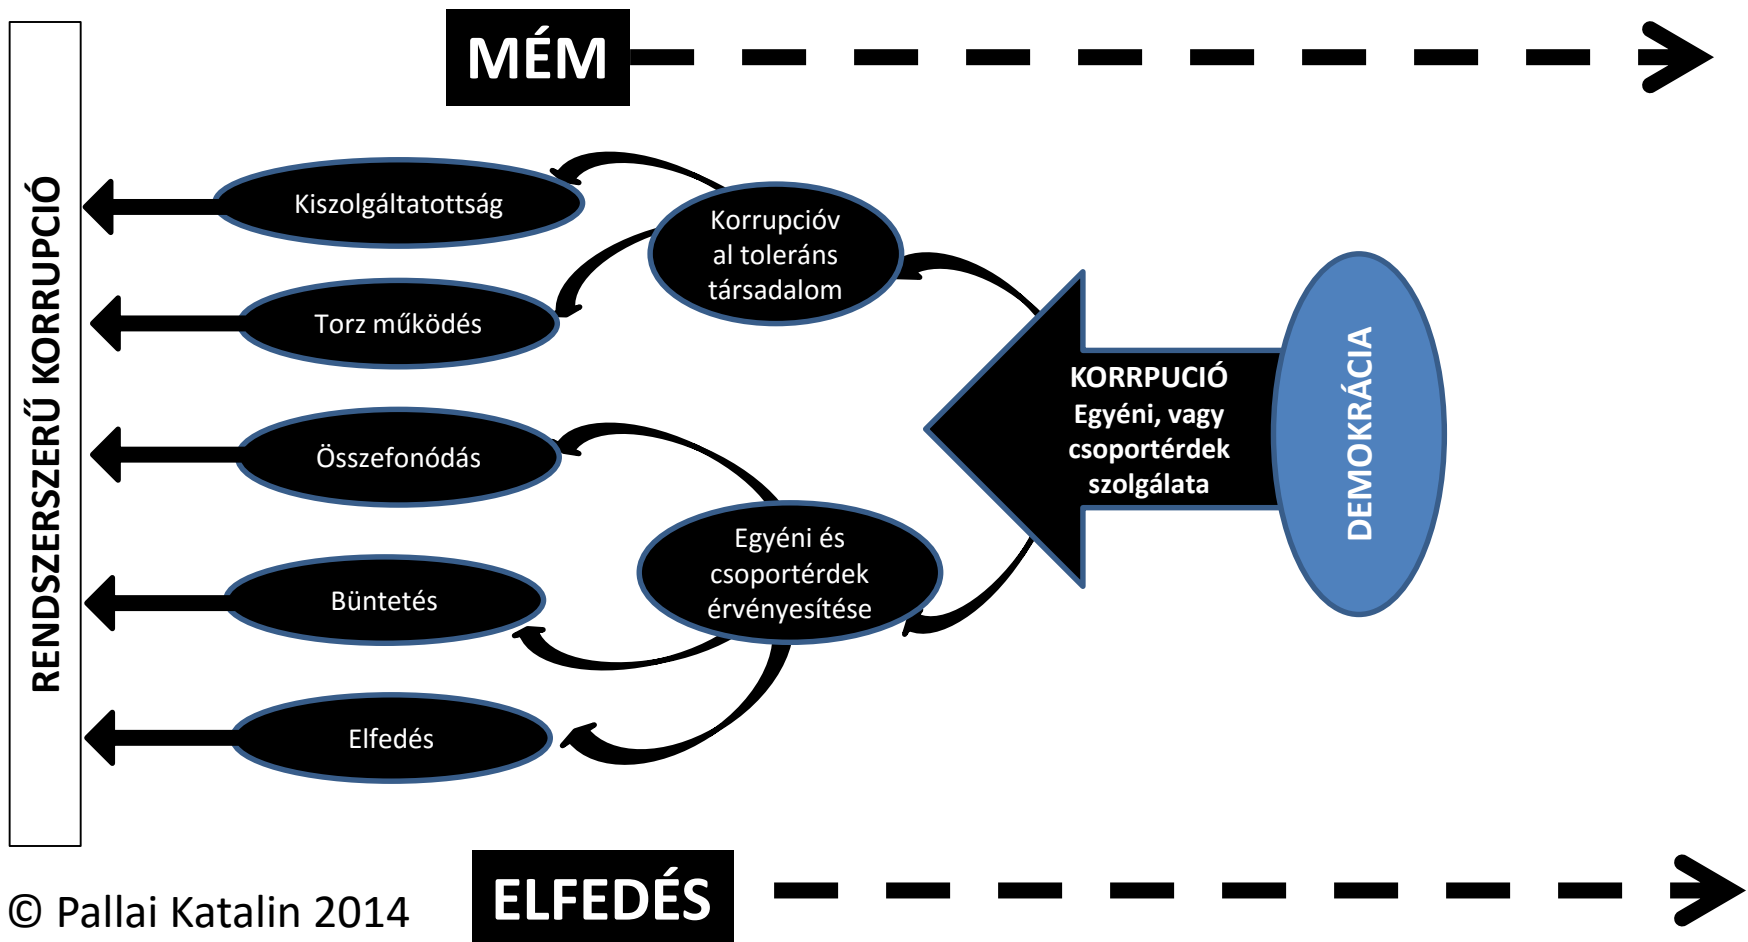 MÉM
RENDSZERSZERŰ KORRUPCIÓ
Kiszolgáltatottság
Torz működés
Összefonódás
Büntetés
Elfedés
Korrupcióv
al toleráns
társadalom
Egyéni és
csoportérdek
érvényesítése
KORRPUCIÓ
Egyéni, vagy
csoportérdek
szolgálata
DEMOKRÁCIA
© Pallai Katalin 2014
ELFEDÉS